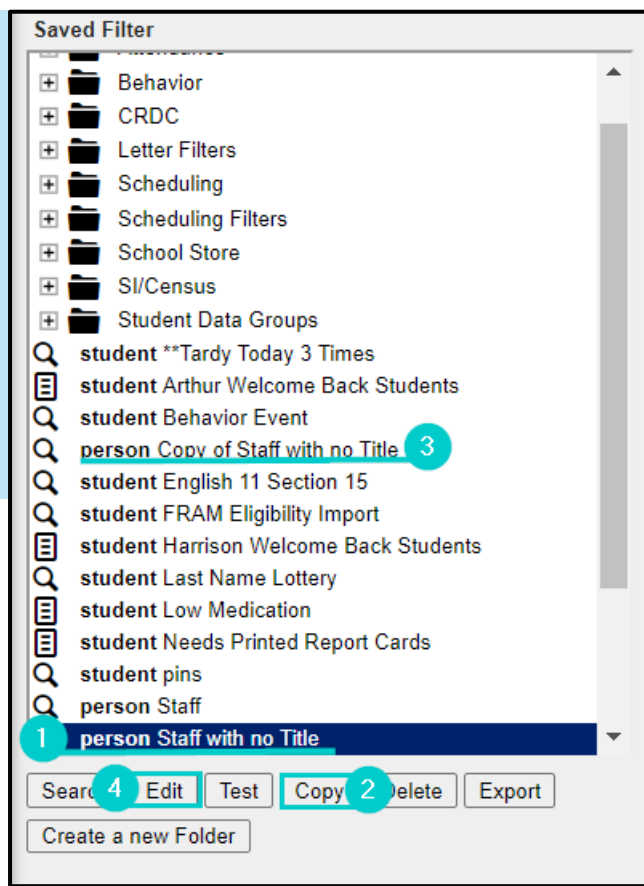 Saved Filter
Attendance
Behavior
CRDC
Letter Filters
Scheduling
Scheduling Filters
School Store
SI/Census
Student Data Groups
student **Tardy Today 3 Times
student Arthur Welcome Back Students
student Behavior Event
person Copy of Staff with no Title 3
student English 11 Section 15
student FRAM Eligibility Import
student Harrison Welcome Back Students
student Last Name Lottery
student Low Medication
student Needs Printed Report Cards
student pins
person Staff
1 person Staff with no Title
4 Edit Test Copy 2 Export
Create a new Folder